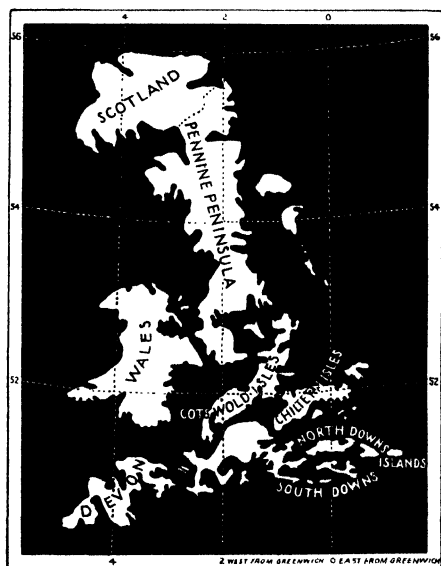 4 2 0
56 56
SCOTLAND
PENNINE PENINSULA
54 54
WALES
52 52
COTSWOLD ISLES
CHILTERN ISLES
NORTH DOWNS
ISLANDS
SOUTH DOWNS
DEVON
4 2 WEST FROM GREENWICH 0 EAST FROM GREENWICH